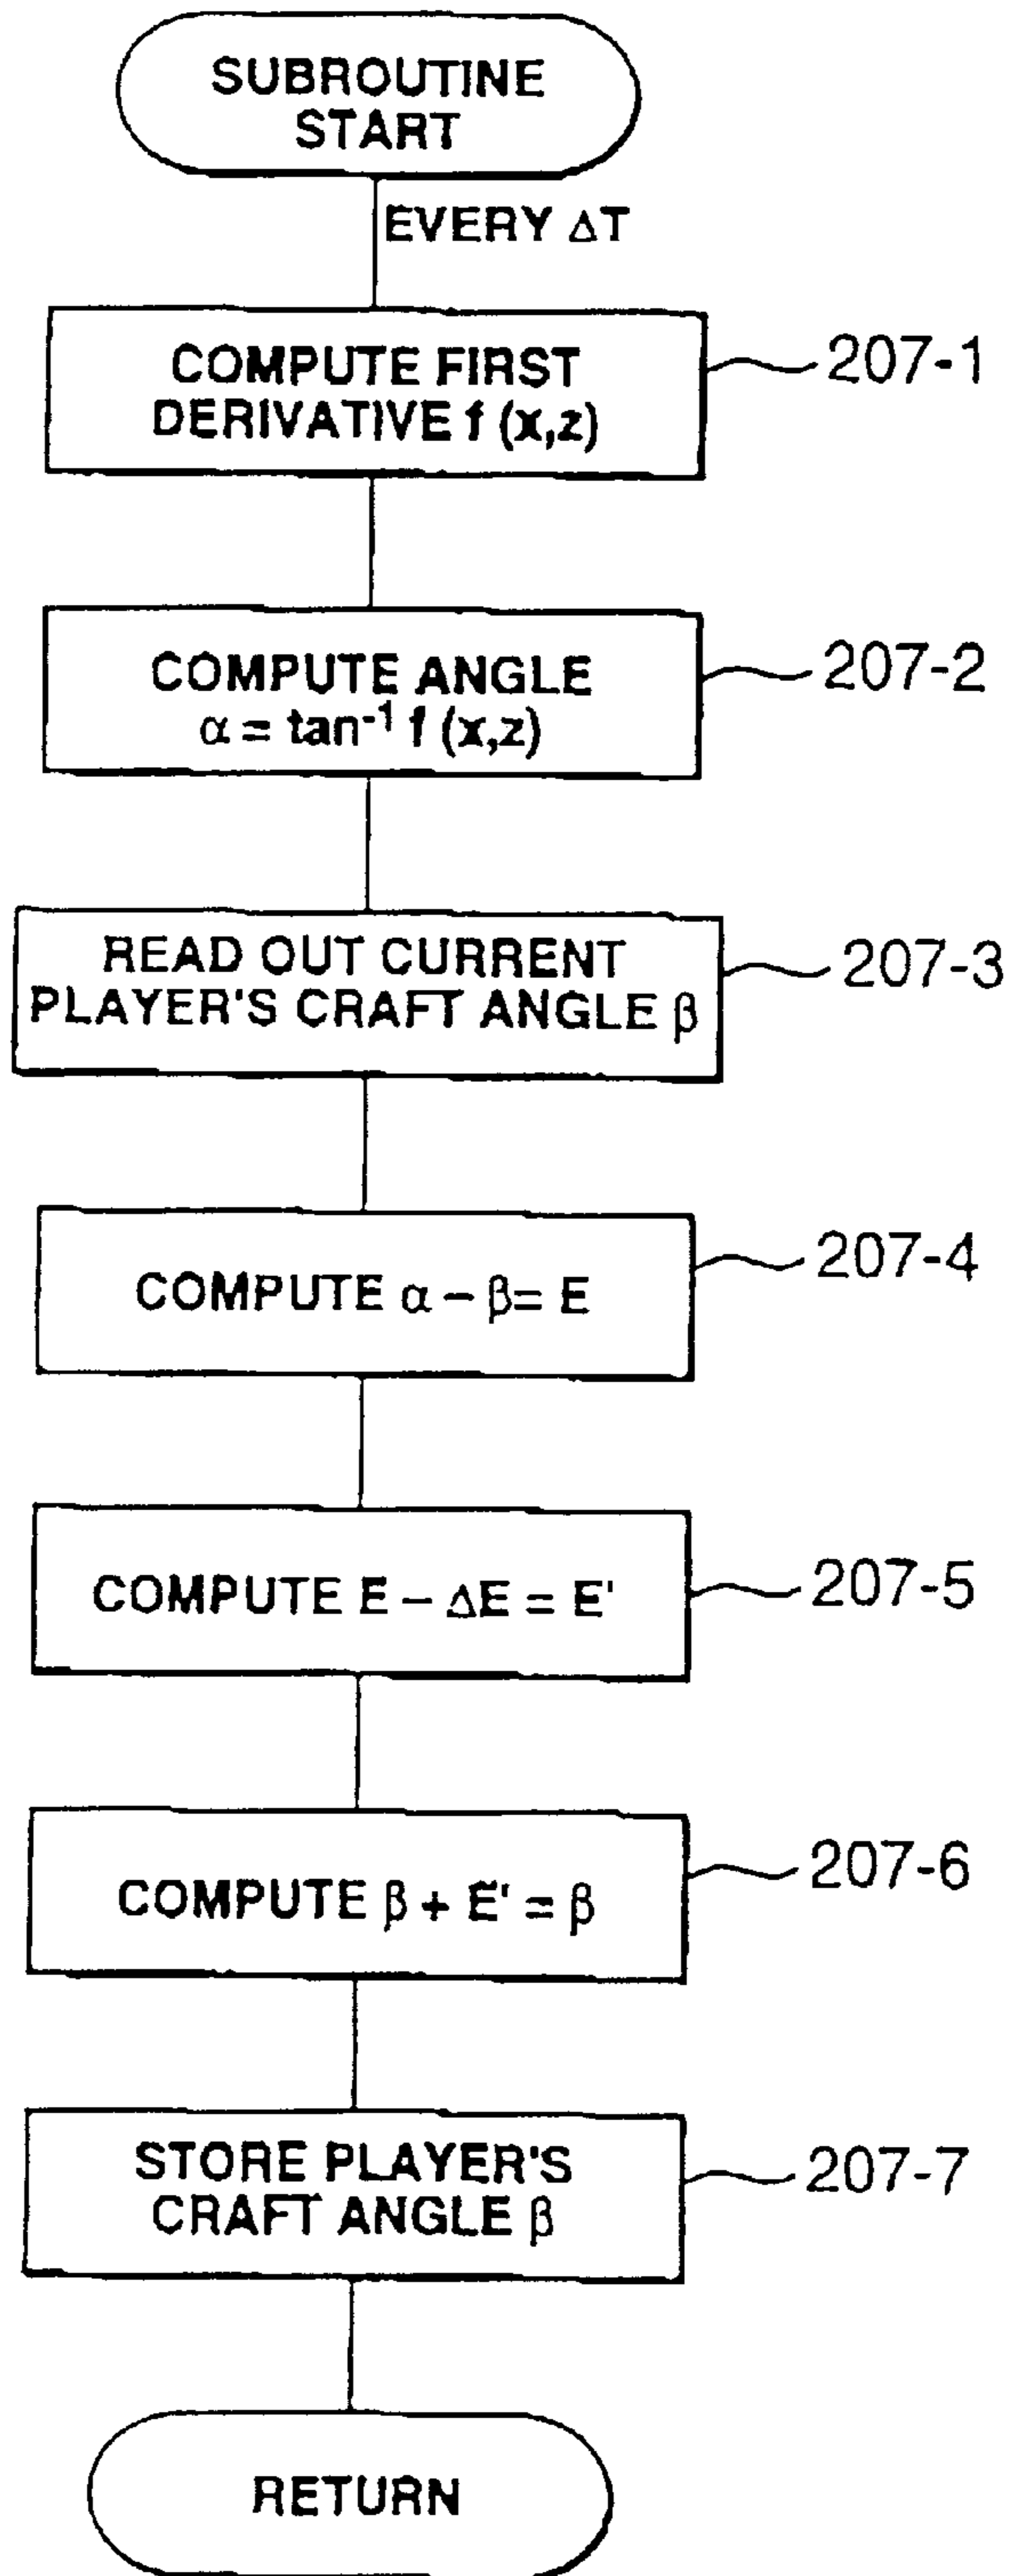 SUBROUTINE
START
EVERY ΔT
COMPUTE FIRST
DERIVATIVE f (x,z)
207-1
COMPUTE ANGLE
α = tan⁻¹ f (x,z)
207-2
READ OUT CURRENT
PLAYER'S CRAFT ANGLE β
207-3
COMPUTE α – β= E
207-4
COMPUTE E – ΔE = E'
207-5
COMPUTE β + E' = β
207-6
STORE PLAYER'S
CRAFT ANGLE β
207-7
RETURN